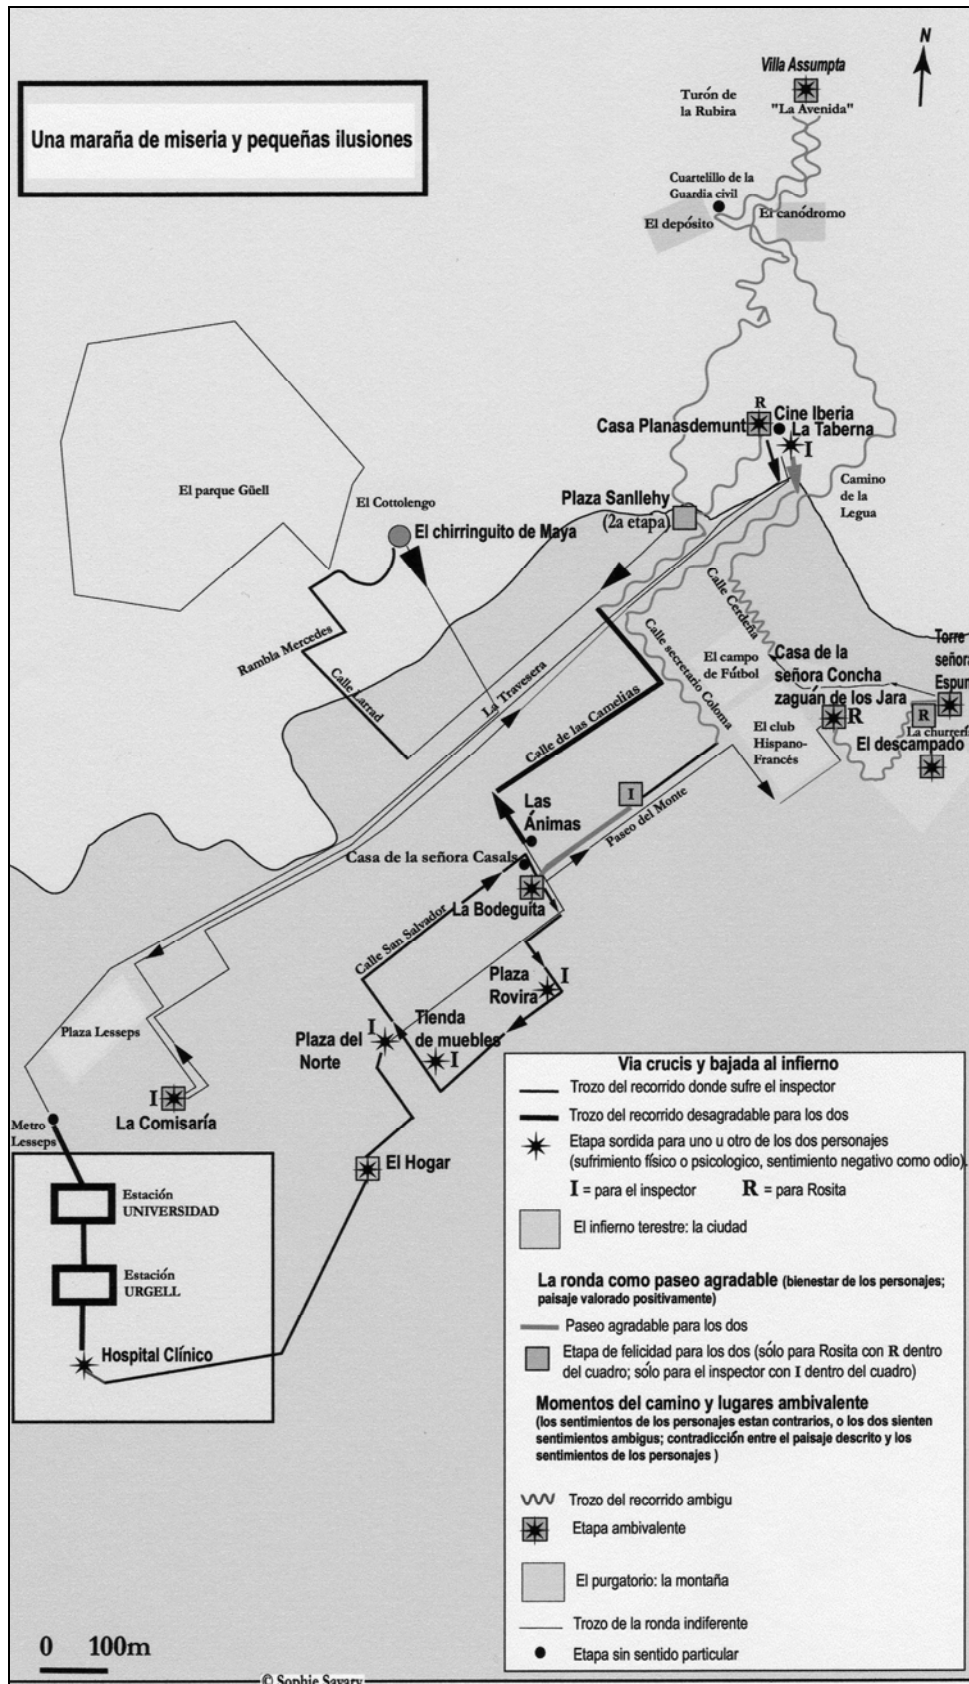 N
Villa Assumpta
Turón de
la Rubira
"La Avenida"
Una maraña de miseria y pequeñas ilusiones
Cuartelillo de la
Guardia civil
El depósito
El canódromo
R
Casa Planasdemunt
Cine Iberia
La Taberna
I
El parque Güell
El Cottolengo
El chirringuito de Maya
Plaza Sanllehy
(2a etapa)
Camino
de la
Legua
Rambla Mercedes
Calle Larrad
La Travesera
Calle Cerdeña
Calle secretario Coloma
El campo
de Fútbol
Casa de la
señora Concha
zaguán de los Jara
R
Torre
señora
R
La churrería
El descampado
El club
Hispano-
Francés
Calle de las Camelias
I
Paseo del Monte
Las
Ánimas
Casa de la señora Casals
La Bodeguita
Calle San Salvador
Plaza
Rovira
I
Tienda
de muebles
I
Plaza del
Norte
I
Plaza Lesseps
I
La Comisaría
Metro
Lesseps
El Hogar
Estación
UNIVERSIDAD
Estación
URGELL
Hospital Clínico
Via crucis y bajada al infierno
Trozo del recorrido donde sufre el inspector
Trozo del recorrido desagradable para los dos
Etapa sordida para uno u otro de los dos personajes
(sufrimiento físico o psicologico, sentimiento negativo como odio).
I = para el inspector R = para Rosita
El infierno terestre: la ciudad
La ronda como paseo agradable (bienestar de los personajes;
paisaje valorado positivamente)
Paseo agradable para los dos
Etapa de felicidad para los dos (sólo para Rosita con R dentro
del cuadro; sólo para el inspector con I dentro del cuadro)
Momentos del camino y lugares ambivalente
(los sentimientos de los personajes estan contrarios, o los dos sienten
sentimientos ambigus; contradicción entre el paisaje descrito y los
sentimientos de los personajes )
Trozo del recorrido ambigu
Etapa ambivalente
El purgatorio: la montaña
Trozo de la ronda indiferente
Etapa sin sentido particular
0 100m
© Sophie Savary